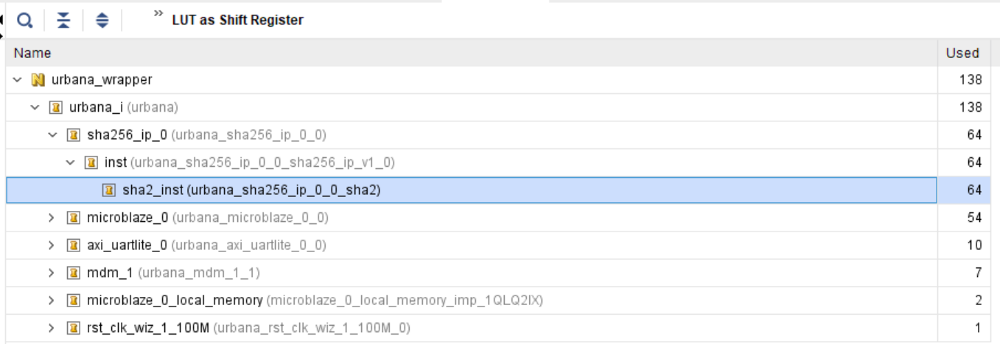 » LUT as Shift Register
Name Used
urbana_wrapper 138
urbana_i (urbana) 138
sha256_ip_0 (urbana_sha256_ip_0_0) 64
inst (urbana_sha256_ip_0_0_sha256_ip_v1_0) 64
sha2_inst (urbana_sha256_ip_0_0_sha2) 64
microblaze_0 (urbana_microblaze_0_0) 54
axi_uartlite_0 (urbana_axi_uartlite_0_0) 10
mdm_1 (urbana_mdm_1_1) 7
microblaze_0_local_memory (microblaze_0_local_memory_imp_1QLQ2IX) 2
rst_clk_wiz_1_100M (urbana_rst_clk_wiz_1_100M_0) 1